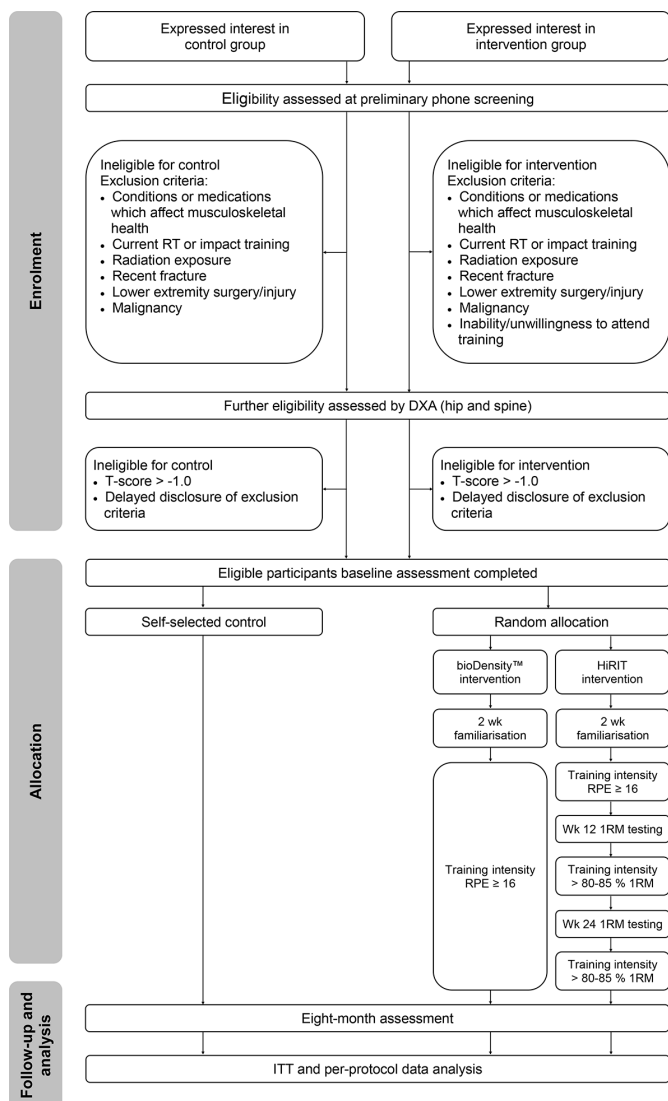 Expressed interest in
control group
Expressed interest in
intervention group
Eligibility assessed at preliminary phone screening
Ineligible for control
Exclusion criteria:
• Conditions or medications
which affect musculoskeletal
health
• Current RT or impact training
• Radiation exposure
• Recent fracture
• Lower extremity surgery/injury
• Malignancy
Ineligible for intervention
Exclusion criteria:
• Conditions or medications
which affect musculoskeletal
health
• Current RT or impact training
• Radiation exposure
• Recent fracture
• Lower extremity surgery/injury
• Malignancy
• Inability/unwillingness to attend
training
Enrolment
Further eligibility assessed by DXA (hip and spine)
Ineligible for control
• T-score > -1.0
• Delayed disclosure of exclusion
criteria
Ineligible for intervention
• T-score > -1.0
• Delayed disclosure of exclusion
criteria
Eligible participants baseline assessment completed
Self-selected control
Random allocation
bioDensity™
intervention
HiRIT
intervention
2 wk
familiarisation
2 wk
familiarisation
Allocation
Training intensity
RPE ≥ 16
Training intensity
RPE ≥ 16
Wk 12 1RM testing
Training intensity
> 80-85 % 1RM
Wk 24 1RM testing
Training intensity
> 80-85 % 1RM
Follow-up and
analysis
Eight-month assessment
ITT and per-protocol data analysis